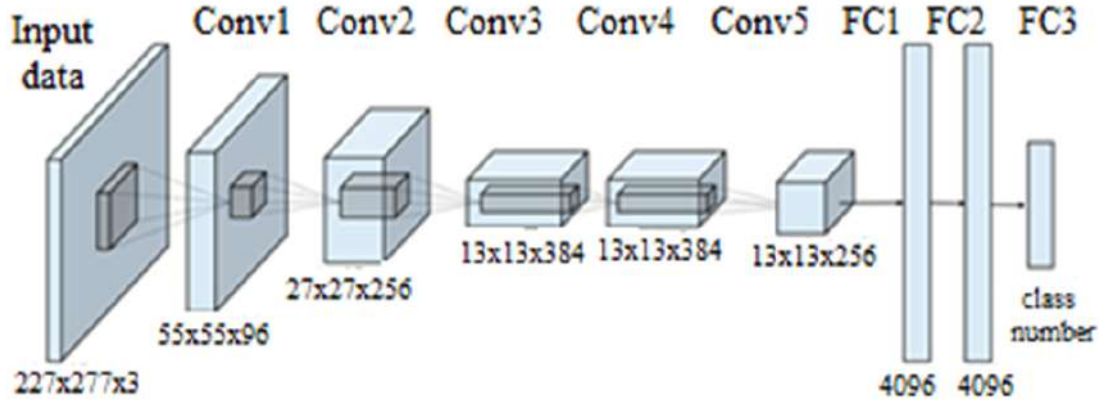 Input data
Conv1 Conv2 Conv3 Conv4 Conv5 FC1 FC2 FC3
227x277x3
55x55x96
27x27x256
13x13x384
13x13x384
13x13x256
4096
4096
class
number